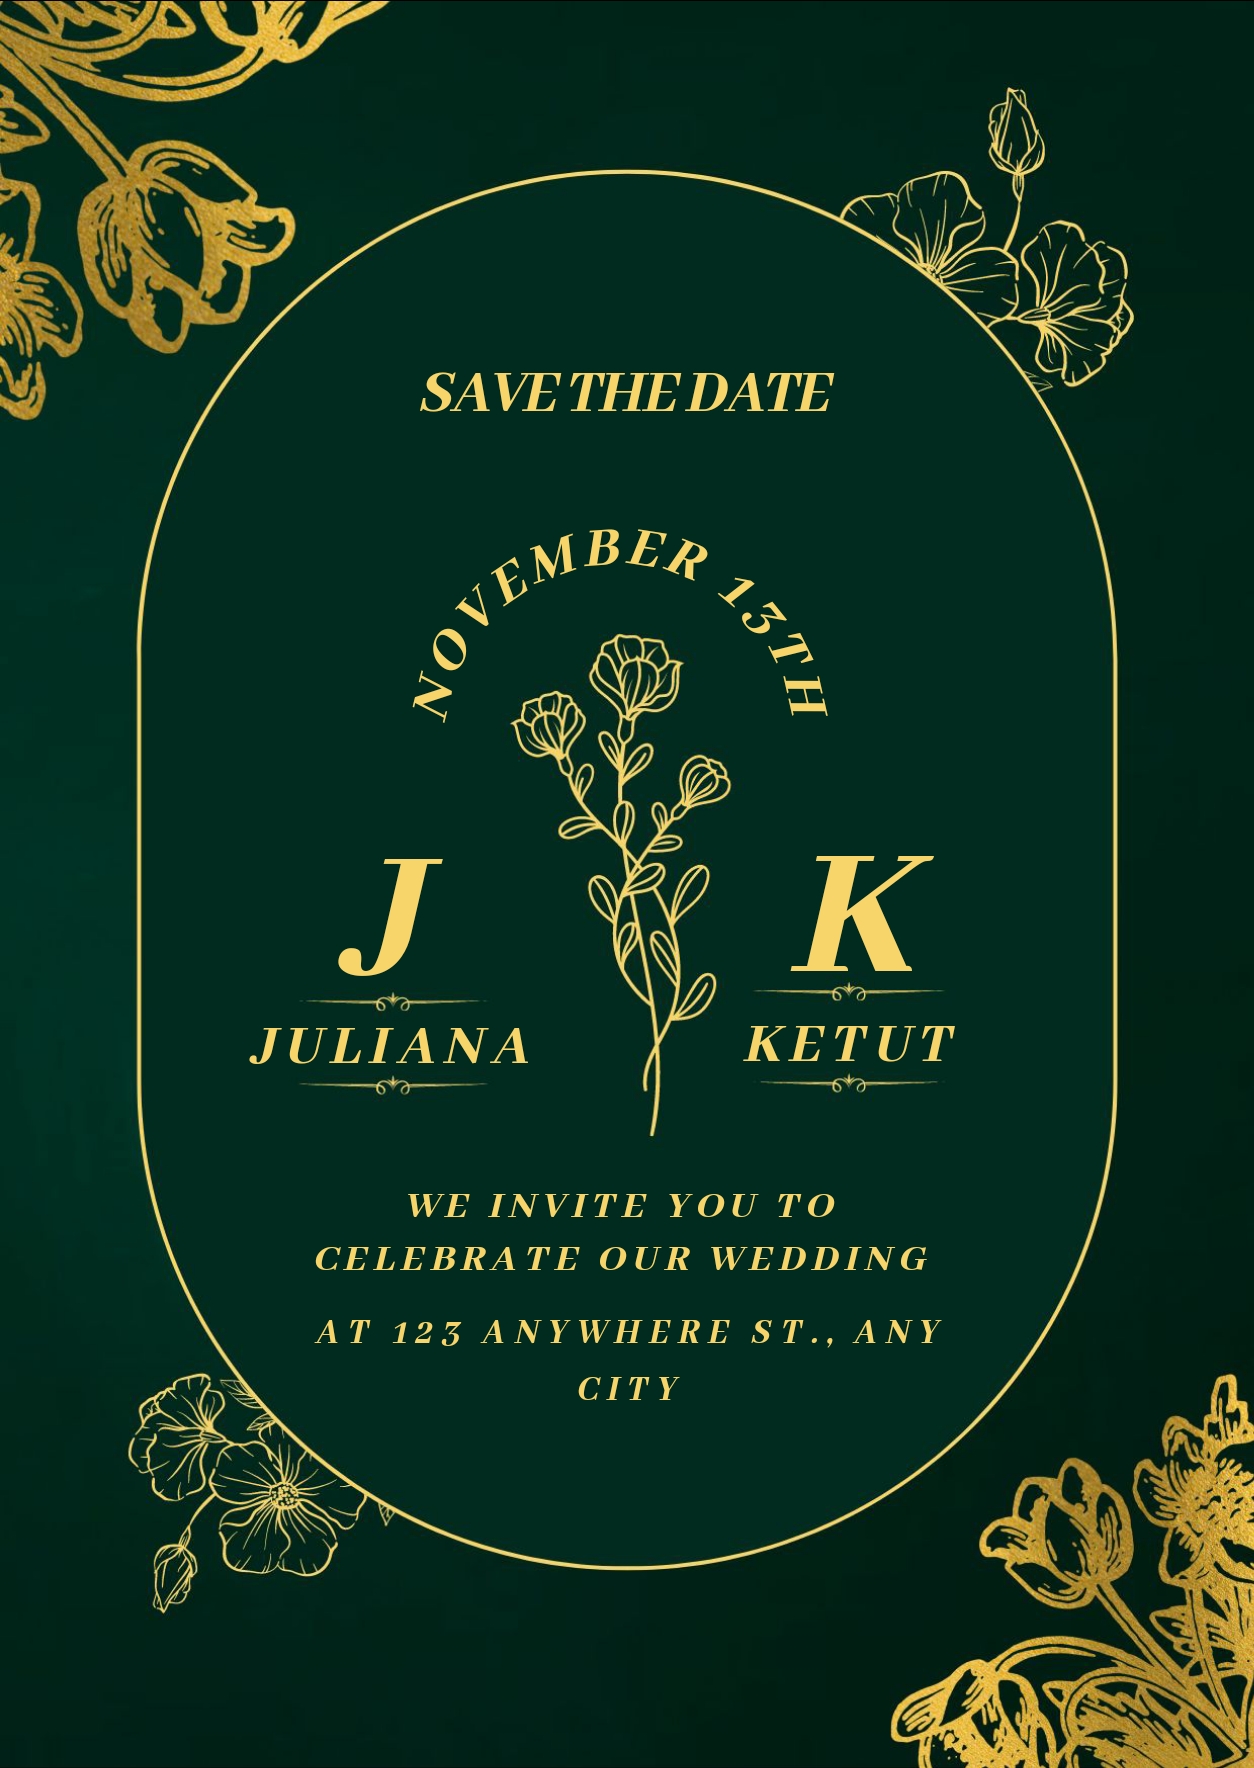 SAVE THE DATE
NOVEMBER 13TH
J K
JULIANA KETUT
WE INVITE YOU TO
CELEBRATE OUR WEDDING
AT 123 ANYWHERE ST., ANY
CITY